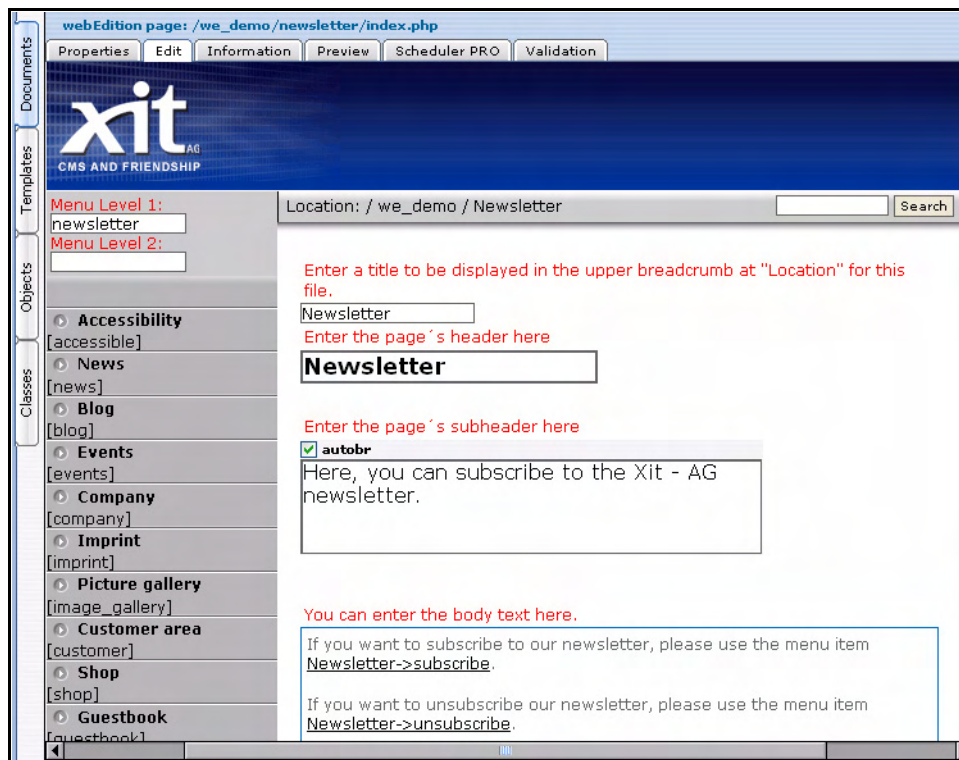 webEdition page: /we_demo/newsletter/index.php
Properties Edit Information Preview Scheduler PRO Validation
Documents
Templates
Objects
Classes
xit AG
CMS AND FRIENDSHIP
Menu Level 1:
newsletter
Menu Level 2:
Location: / we_demo / Newsletter
Search
Accessibility
[accessible]
News
[news]
Blog
[blog]
Events
[events]
Company
[company]
Imprint
[imprint]
Picture gallery
[image_gallery]
Customer area
[customer]
Shop
[shop]
Guestbook
[guestbook]
Enter a title to be displayed in the upper breadcrumb at "Location" for this
file.
Newsletter
Enter the page´s header here
Newsletter
Enter the page´s subheader here
autobr
Here, you can subscribe to the Xit - AG
newsletter.
You can enter the body text here.
If you want to subscribe to our newsletter, please use the menu item
Newsletter->subscribe.
If you want to unsubscribe our newsletter, please use the menu item
Newsletter->unsubscribe.